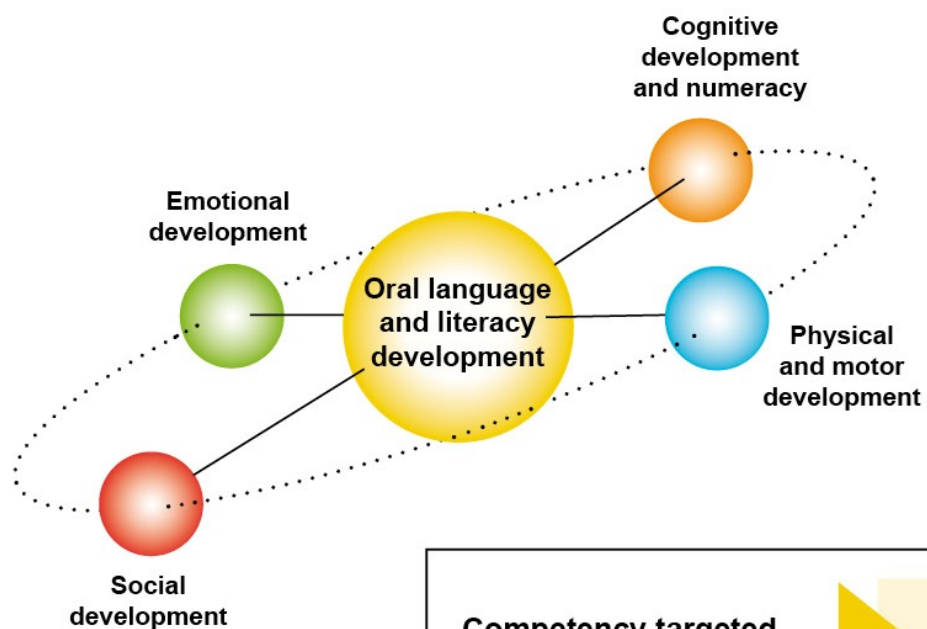 Cognitive
development
and numeracy
Emotional
development
Oral language
and literacy
development
Physical
and motor
development
Social
development
Competency targeted